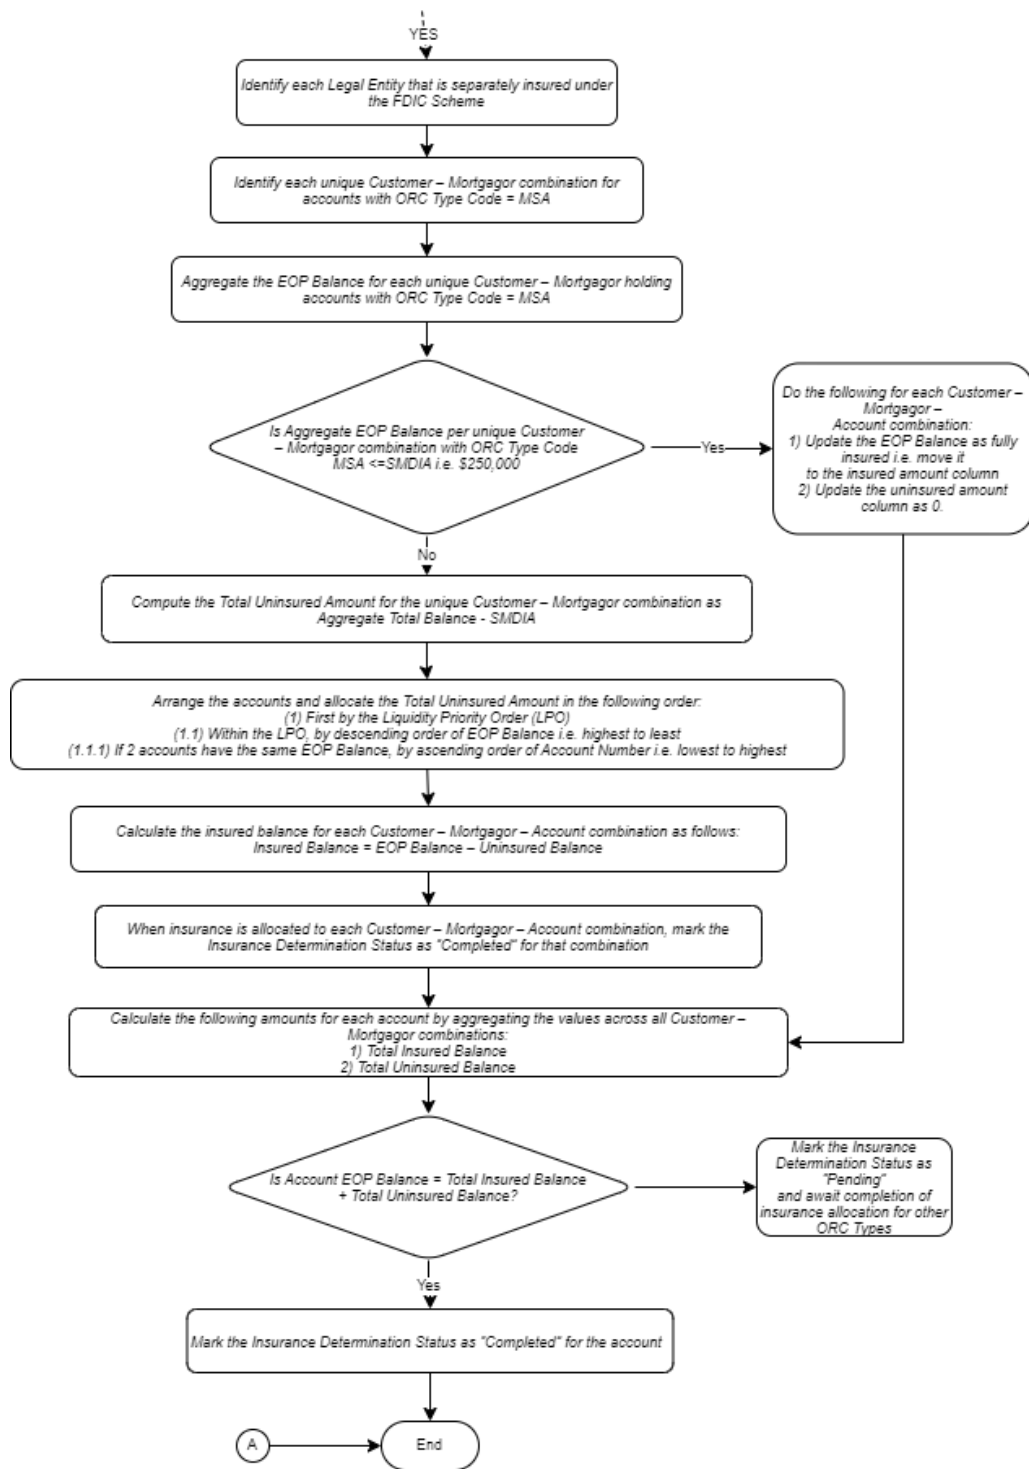 YES
Identify each Legal Entity that is separately insured under
the FDIC Scheme
Identify each unique Customer – Mortgagor combination for
accounts with ORC Type Code = MSA
Aggregate the EOP Balance for each unique Customer – Mortgagor holding
accounts with ORC Type Code = MSA
Is Aggregate EOP Balance per unique Customer
– Mortgagor combination with ORC Type Code
MSA <=SMDIA i.e. $250,000
Yes
Do the following for each Customer –
Mortgagor –
Account combination:
1) Update the EOP Balance as fully
insured i.e. move it
to the insured amount column
2) Update the uninsured amount
column as 0.
No
Compute the Total Uninsured Amount for the unique Customer – Mortgagor combination as
Aggregate Total Balance - SMDIA
Arrange the accounts and allocate the Total Uninsured Amount in the following order:
(1) First by the Liquidity Priority Order (LPO)
(1.1) Within the LPO, by descending order of EOP Balance i.e. highest to least
(1.1.1) If 2 accounts have the same EOP Balance, by ascending order of Account Number i.e. lowest to highest
Calculate the insured balance for each Customer – Mortgagor – Account combination as follows:
Insured Balance = EOP Balance – Uninsured Balance
When insurance is allocated to each Customer – Mortgagor – Account combination, mark the
Insurance Determination Status as "Completed" for that combination
Calculate the following amounts for each account by aggregating the values across all Customer –
Mortgagor combinations:
1) Total Insured Balance
2) Total Uninsured Balance
Is Account EOP Balance = Total Insured Balance
+ Total Uninsured Balance?
Mark the Insurance
Determination Status as
"Pending"
and await completion of
insurance allocation for other
ORC Types
Yes
Mark the Insurance Determination Status as "Completed" for the account
A
End